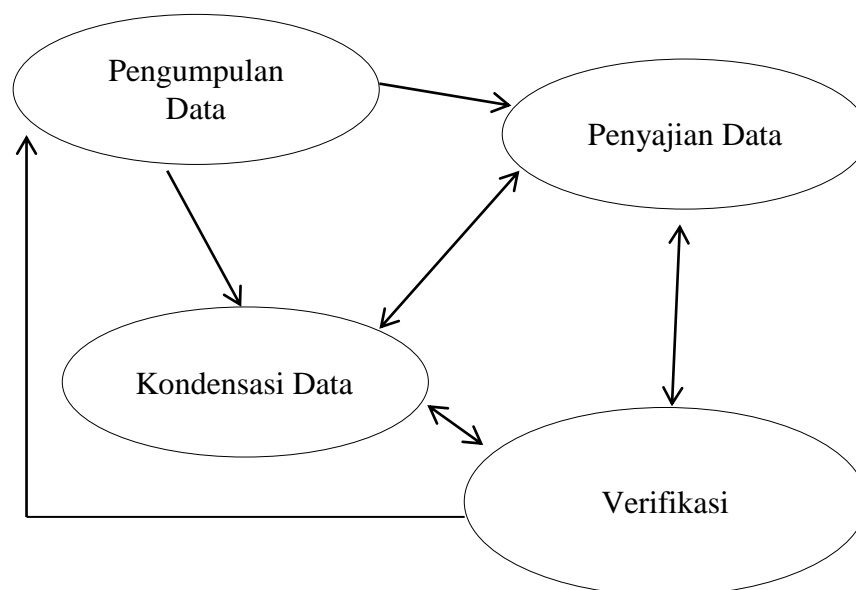 Pengumpulan
Data
Penyajian Data
Kondensasi Data
Verifikasi